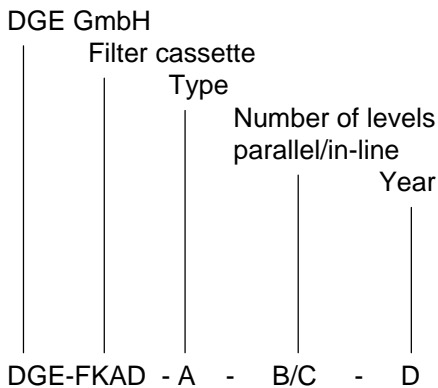 DGE GmbH
Filter cassette
Type
Number of levels
parallel/in-line
Year
DGE-FKAD - A - B/C - D